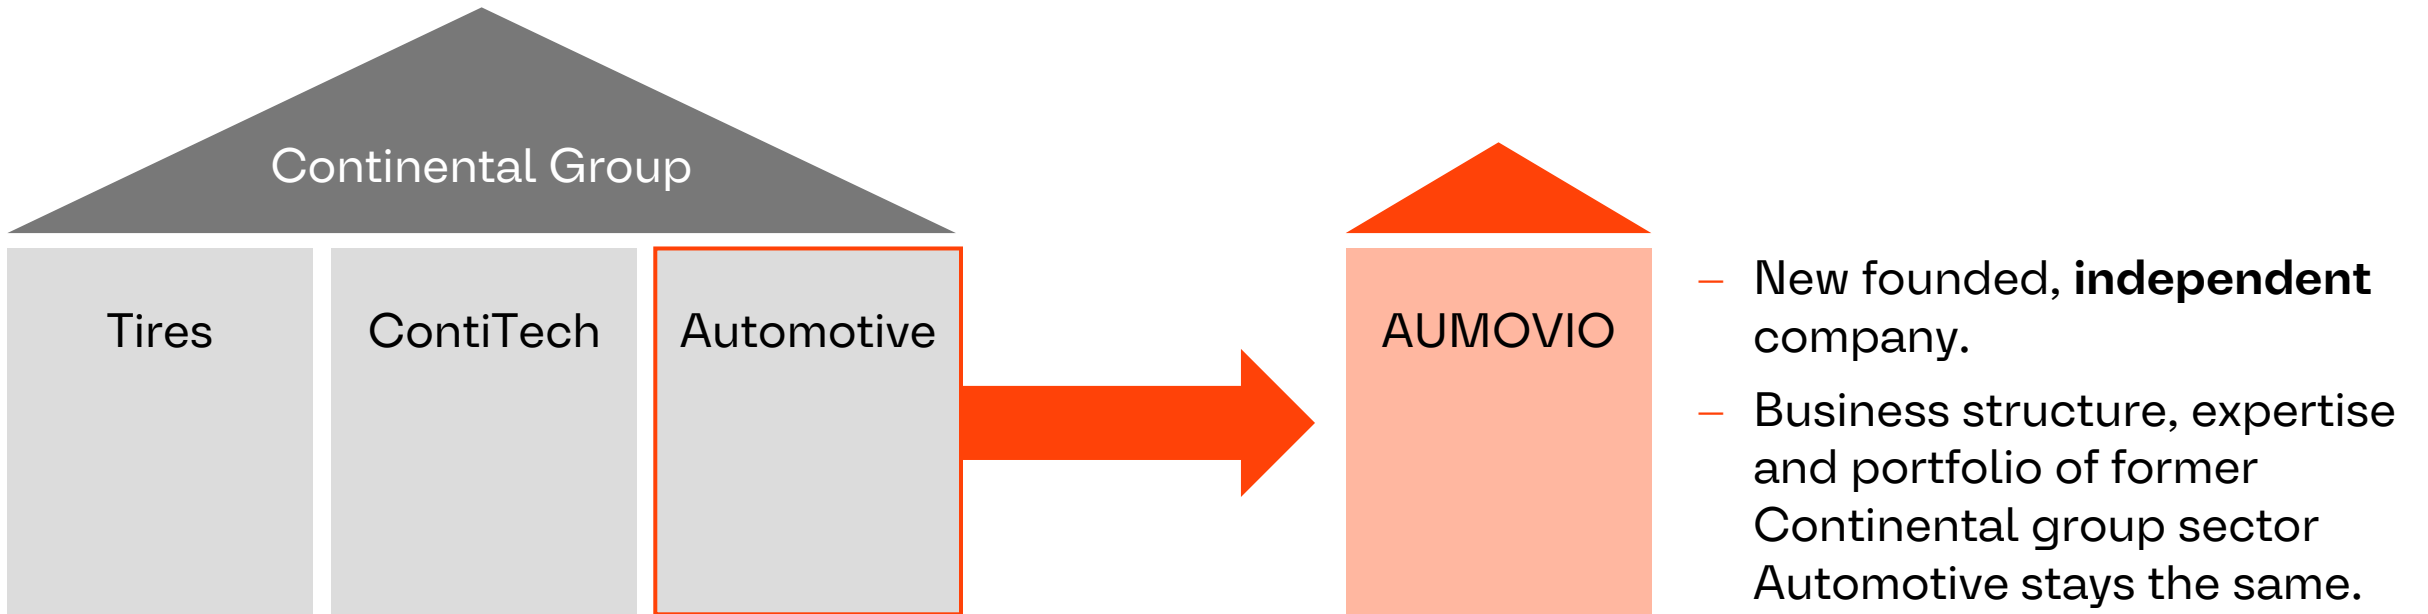 Continental Group
Tires
ContiTech
Automotive
AUMOVIO
– New founded, independent
company.
– Business structure, expertise
and portfolio of former
Continental group sector
Automotive stays the same.